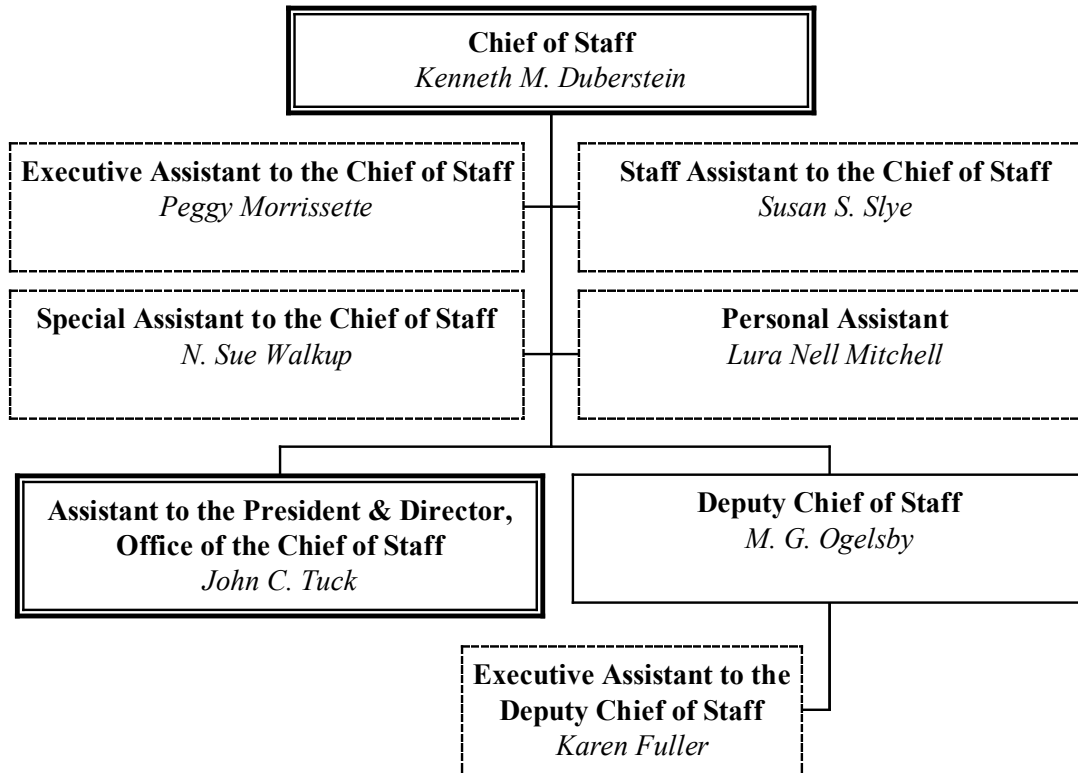 Chief of Staff
Kenneth M. Duberstein
Executive Assistant to the Chief of Staff
Peggy Morrissette
Staff Assistant to the Chief of Staff
Susan S. Slye
Special Assistant to the Chief of Staff
N. Sue Walkup
Personal Assistant
Lura Nell Mitchell
Assistant to the President & Director,
Office of the Chief of Staff
John C. Tuck
Deputy Chief of Staff
M. G. Ogelsby
Executive Assistant to the
Deputy Chief of Staff
Karen Fuller